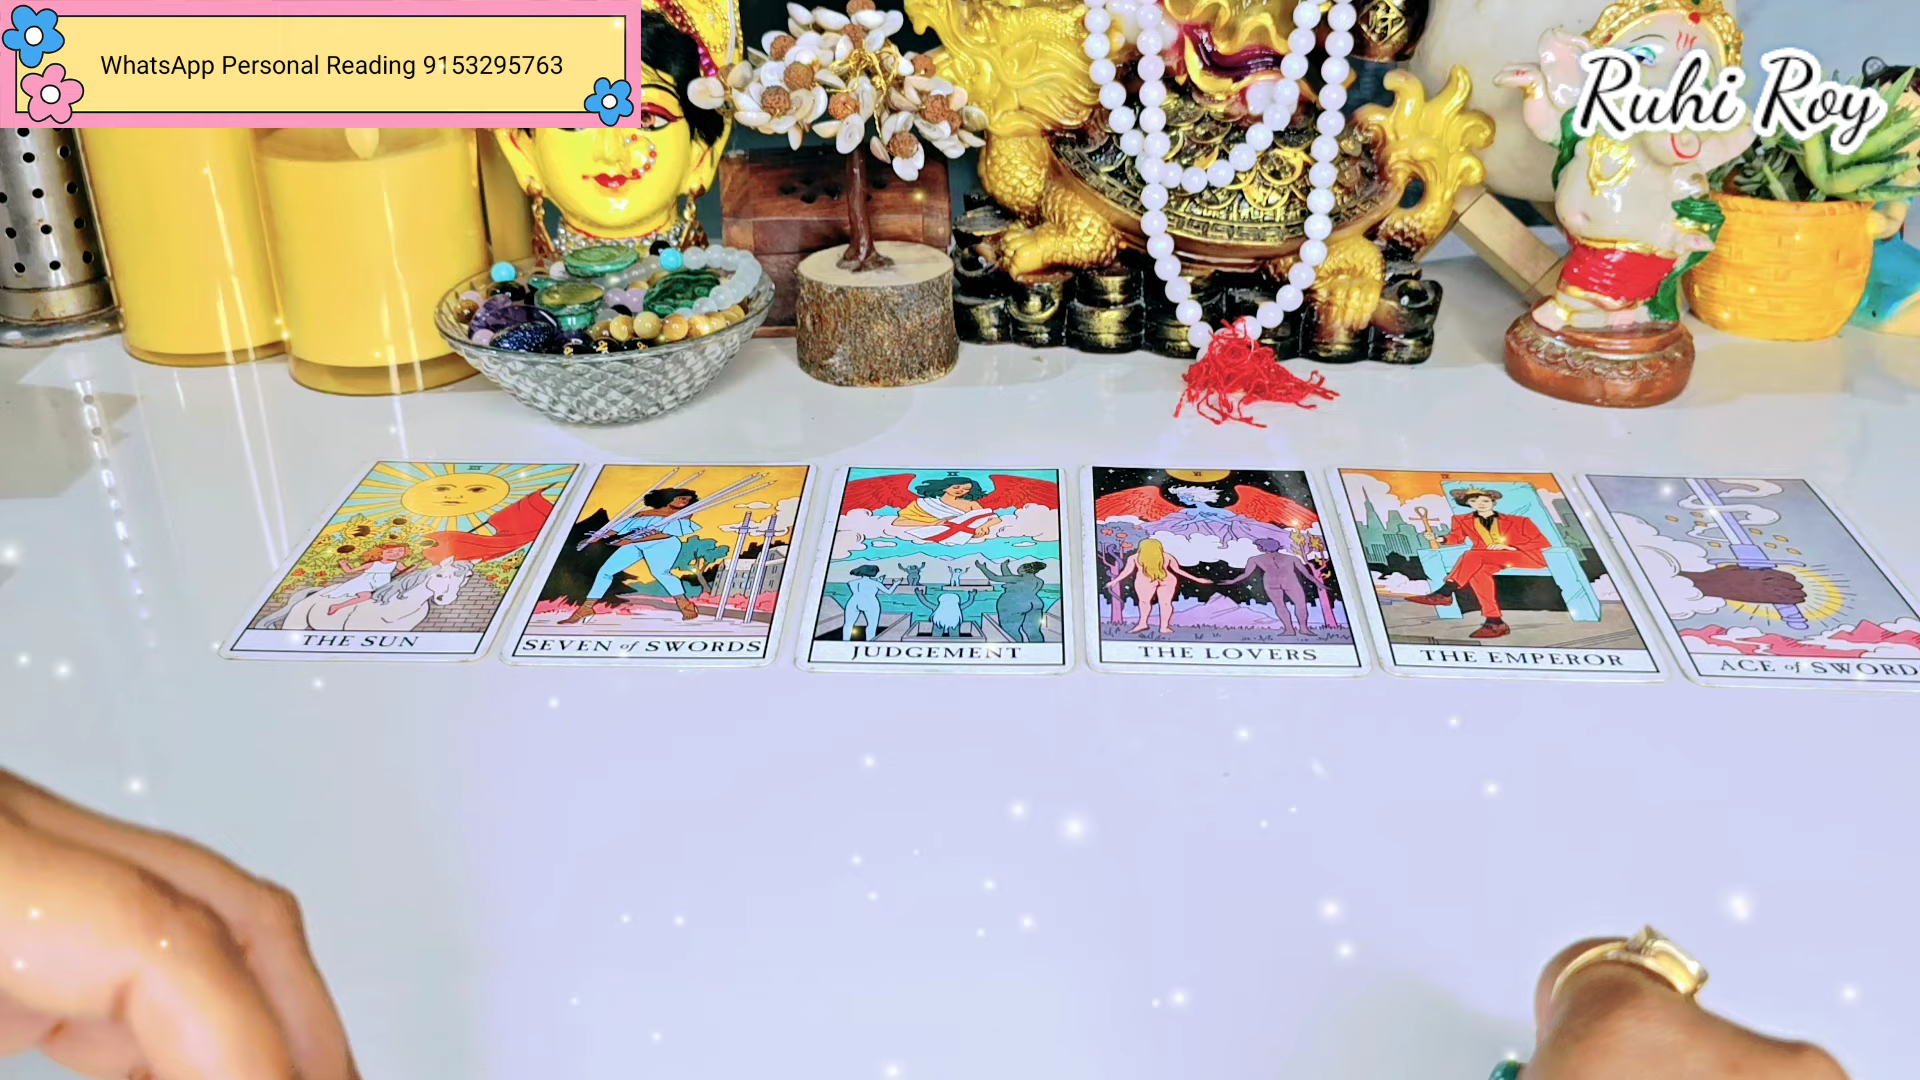 WhatsApp Personal Reading 9153295763
Ruhi Roy
THE SUN
SEVEN of SWORDS
JUDGEMENT
THE LOVERS
THE EMPEROR
ACE of SWORD